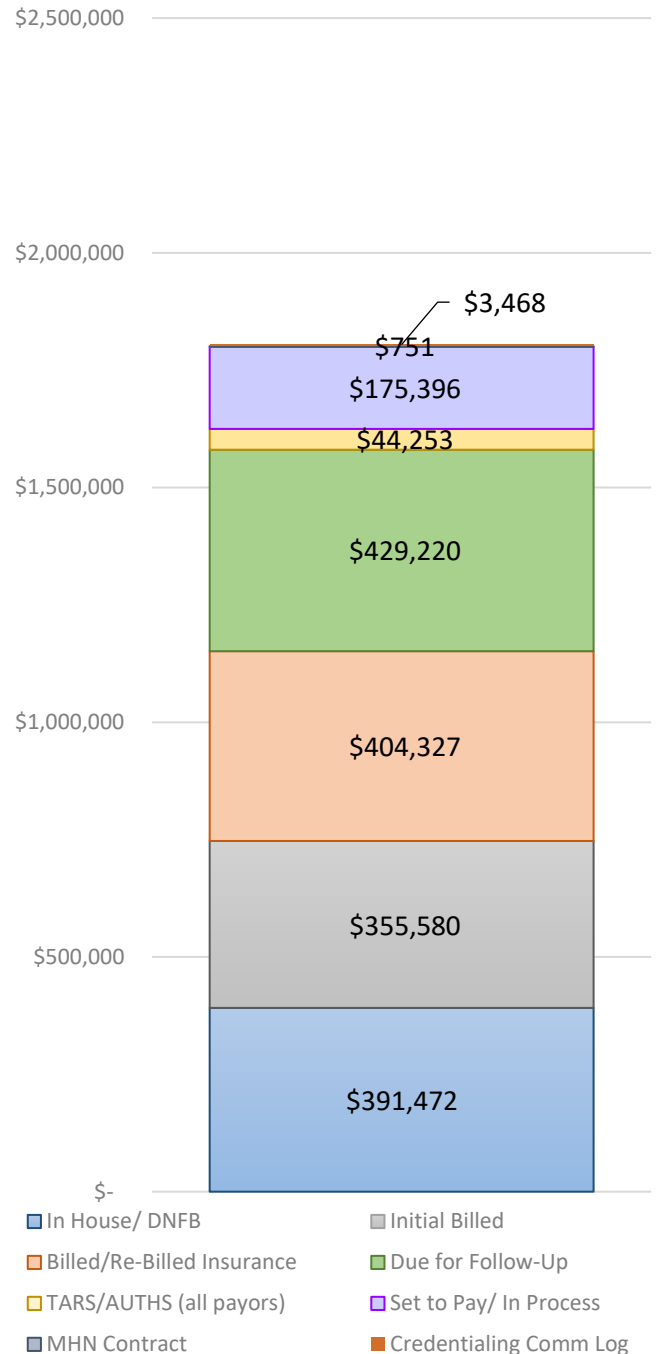 $2,500,000
$2,000,000
$3,468
$751
$175,396
$44,253
$1,500,000
$429,220
$1,000,000
$404,327
$355,580
$500,000
$391,472
$-
In House/ DNFB
Initial Billed
Billed/Re-Billed Insurance
Due for Follow-Up
TARS/AUTHS (all payors)
Set to Pay/ In Process
MHN Contract
Credentialing Comm Log